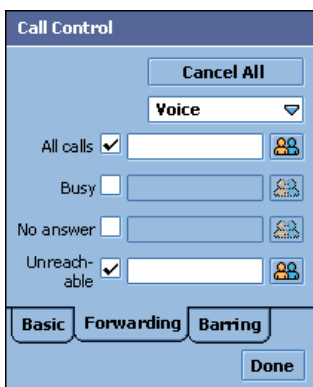 Call Control
Cancel All
Voice
All calls
Busy
No answer
Unreach-
able
Basic Forwarding Barring
Done